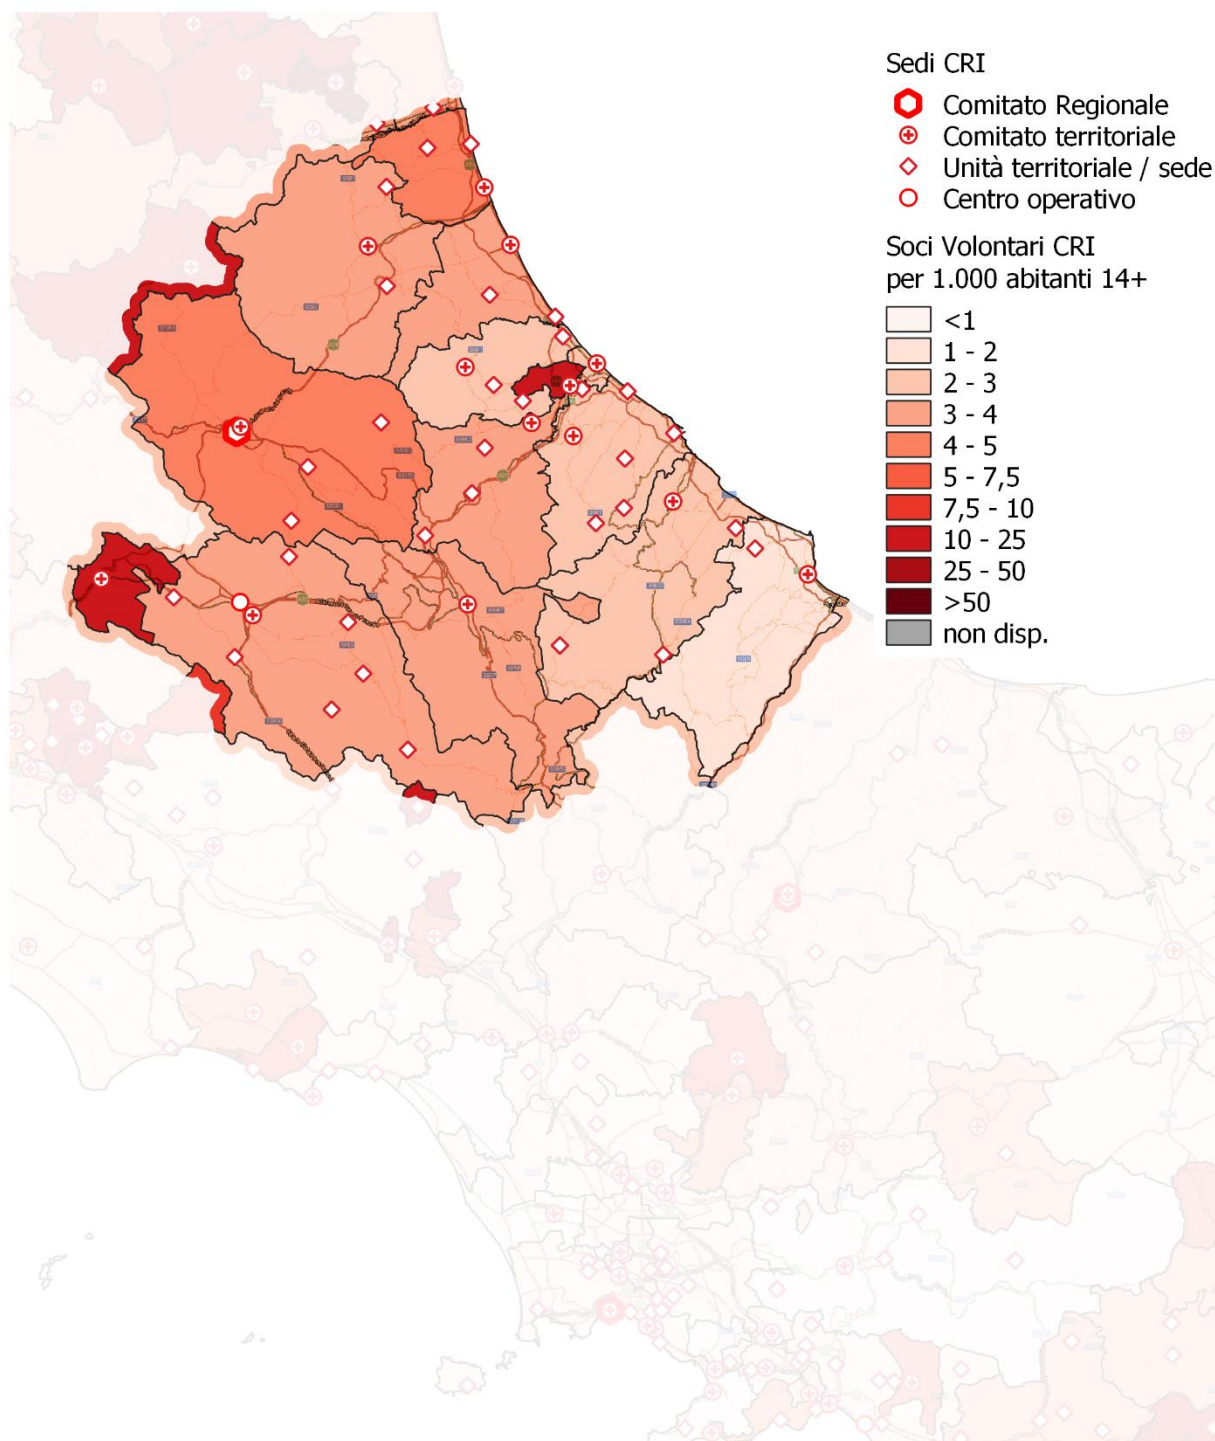 Sedi CRI
Comitato Regionale
Comitato territoriale
Unità territoriale / sede
Centro operativo
Soci Volontari CRI
per 1.000 abitanti 14+
<1
1 - 2
2 - 3
3 - 4
4 - 5
5 - 7,5
7,5 - 10
10 - 25
25 - 50
>50
non disp.